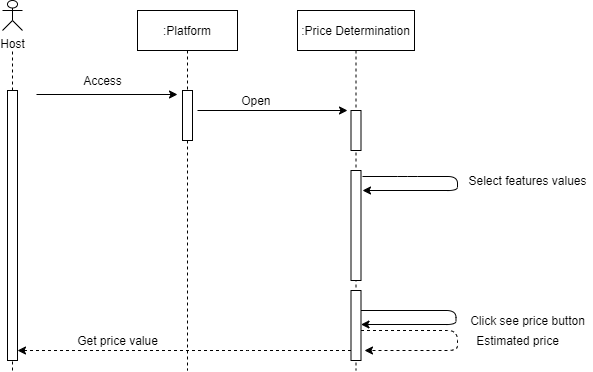 Host
:Platform
:Price Determination
Access
Open
Select features values
Click see price button
Estimated price
Get price value